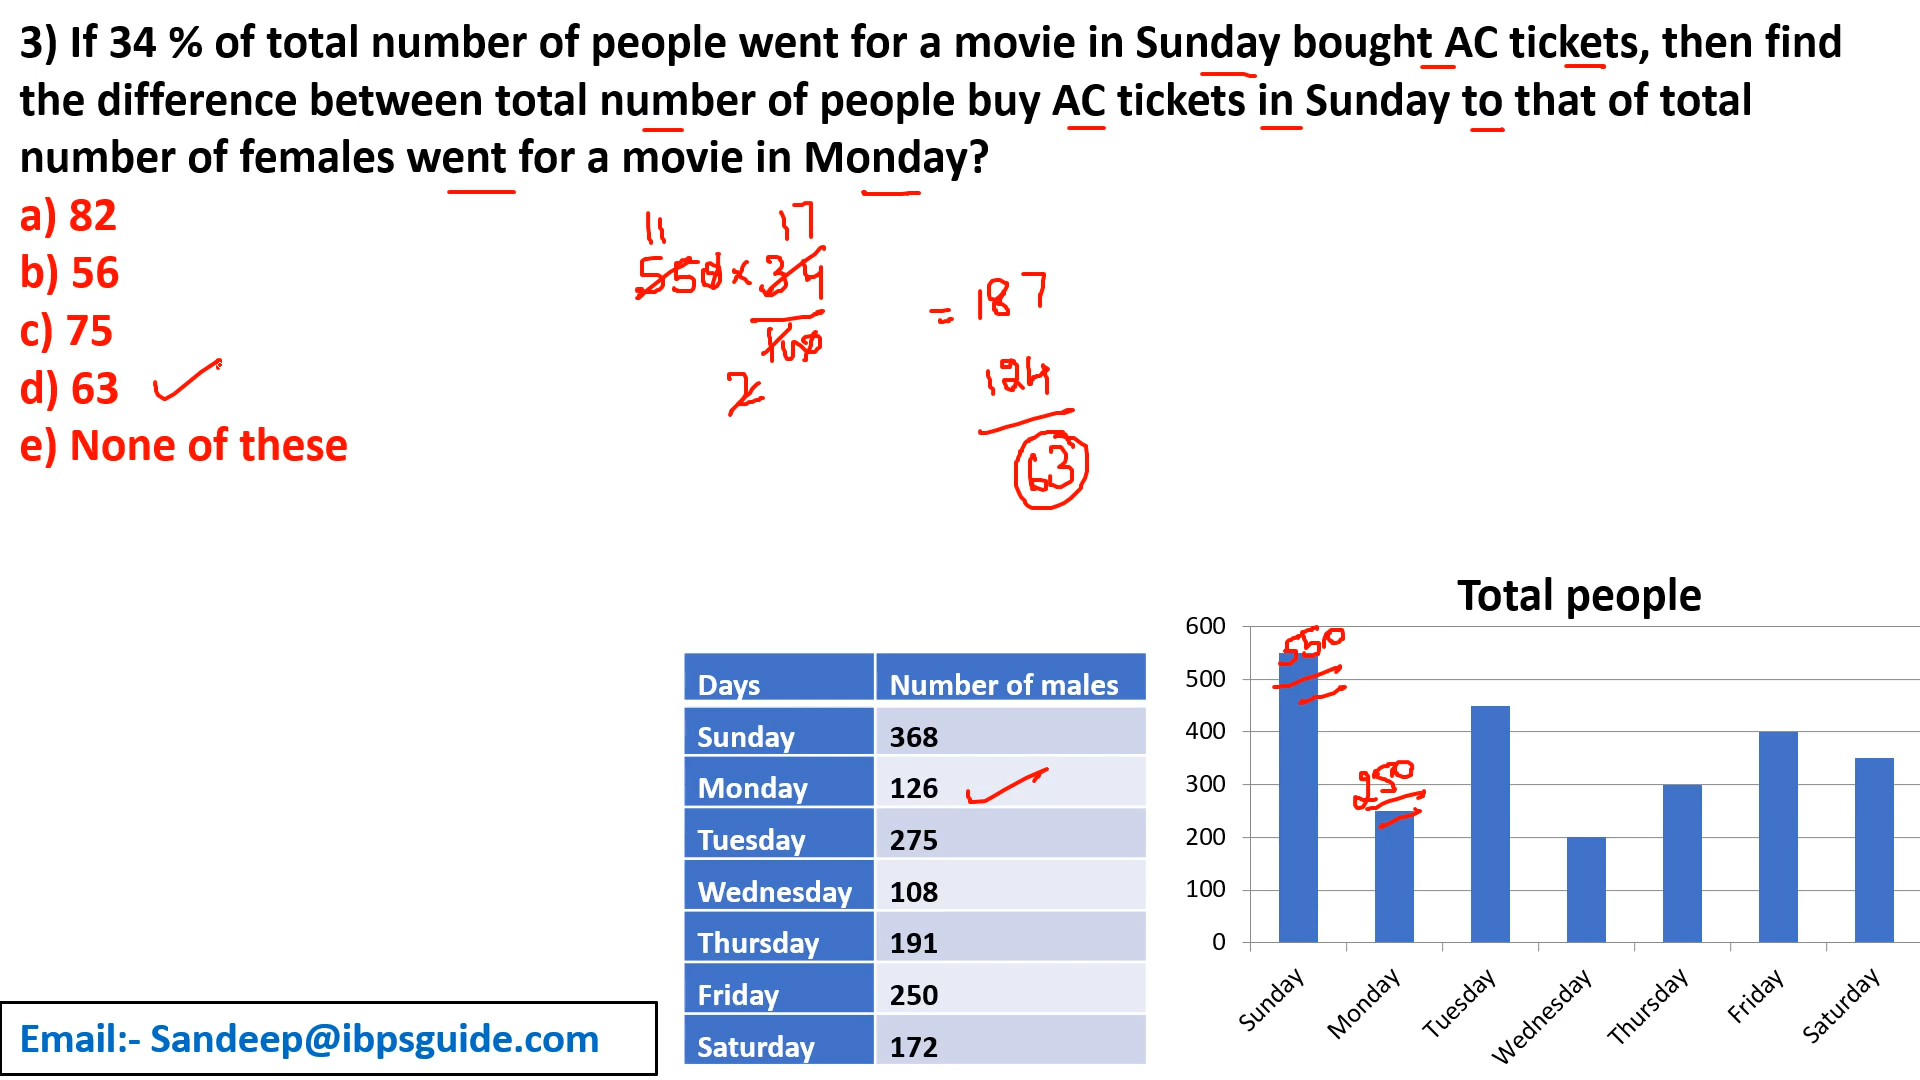 3) If 34 % of total number of people went for a movie in Sunday bought AC tickets, then find
the difference between total number of people buy AC tickets in Sunday to that of total
number of females went for a movie in Monday?
a) 82
b) 56
c) 75
d) 63
e) None of these
11 17
550 × 34
100
2
= 187
124
63
Total people
600
500
400
300
200
100
0
550
250
Sunday
Monday
Tuesday
Wednesday
Thursday
Friday
Saturday
Days Number of males
Sunday 368
Monday 126
Tuesday 275
Wednesday 108
Thursday 191
Friday 250
Saturday 172
Email:- Sandeep@ibpsguide.com